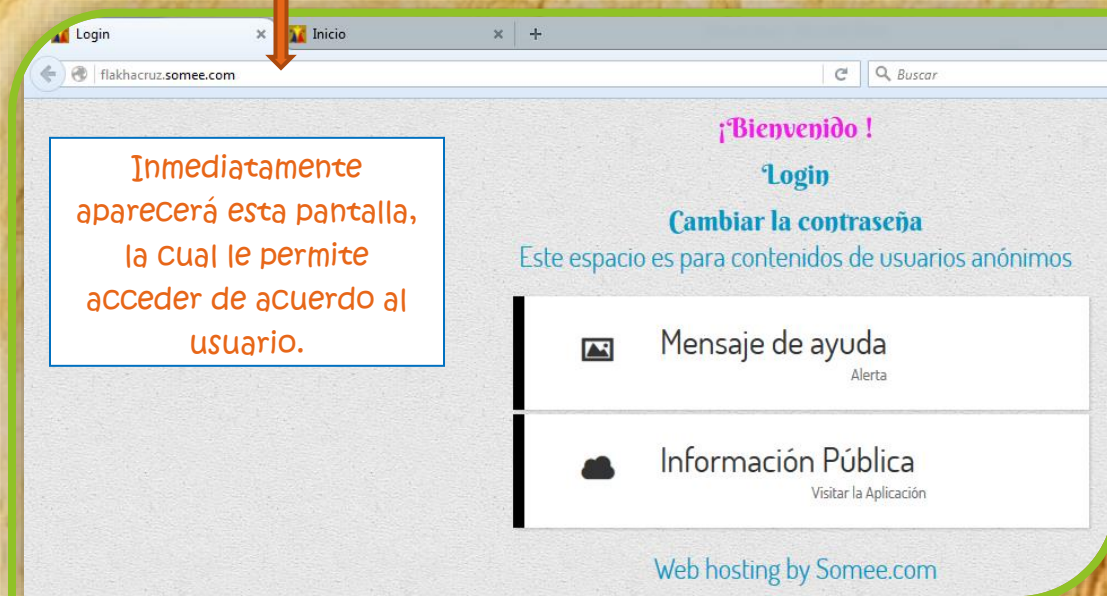 Login
Inicio
flakhacruz.somee.com
Buscar
Inmediatamente
aparecerá esta pantalla,
la cual le permite
acceder de acuerdo al
usuario.
¡Bienvenido !
Login
Cambiar la contraseña
Este espacio es para contenidos de usuarios anónimos
Mensaje de ayuda
Alerta
Información Pública
Visitar la Aplicación
Web hosting by Somee.com